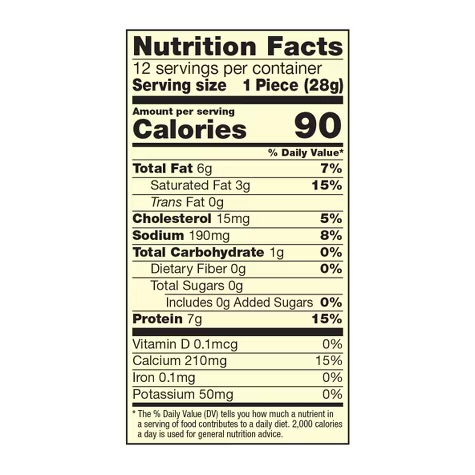 Nutrition Facts
12 servings per container
Serving size 1 Piece (28g)
Amount per serving
Calories 90
% Daily Value*
Total Fat 6g 7%
Saturated Fat 3g 15%
Trans Fat 0g
Cholesterol 15mg 5%
Sodium 190mg 8%
Total Carbohydrate 1g 0%
Dietary Fiber 0g 0%
Total Sugars 0g
Includes 0g Added Sugars 0%
Protein 7g 15%
Vitamin D 0.1mcg 0%
Calcium 210mg 15%
Iron 0.1mg 0%
Potassium 50mg 0%
* The % Daily Value (DV) tells you how much a nutrient in
a serving of food contributes to a daily diet. 2,000 calories
a day is used for general nutrition advice.